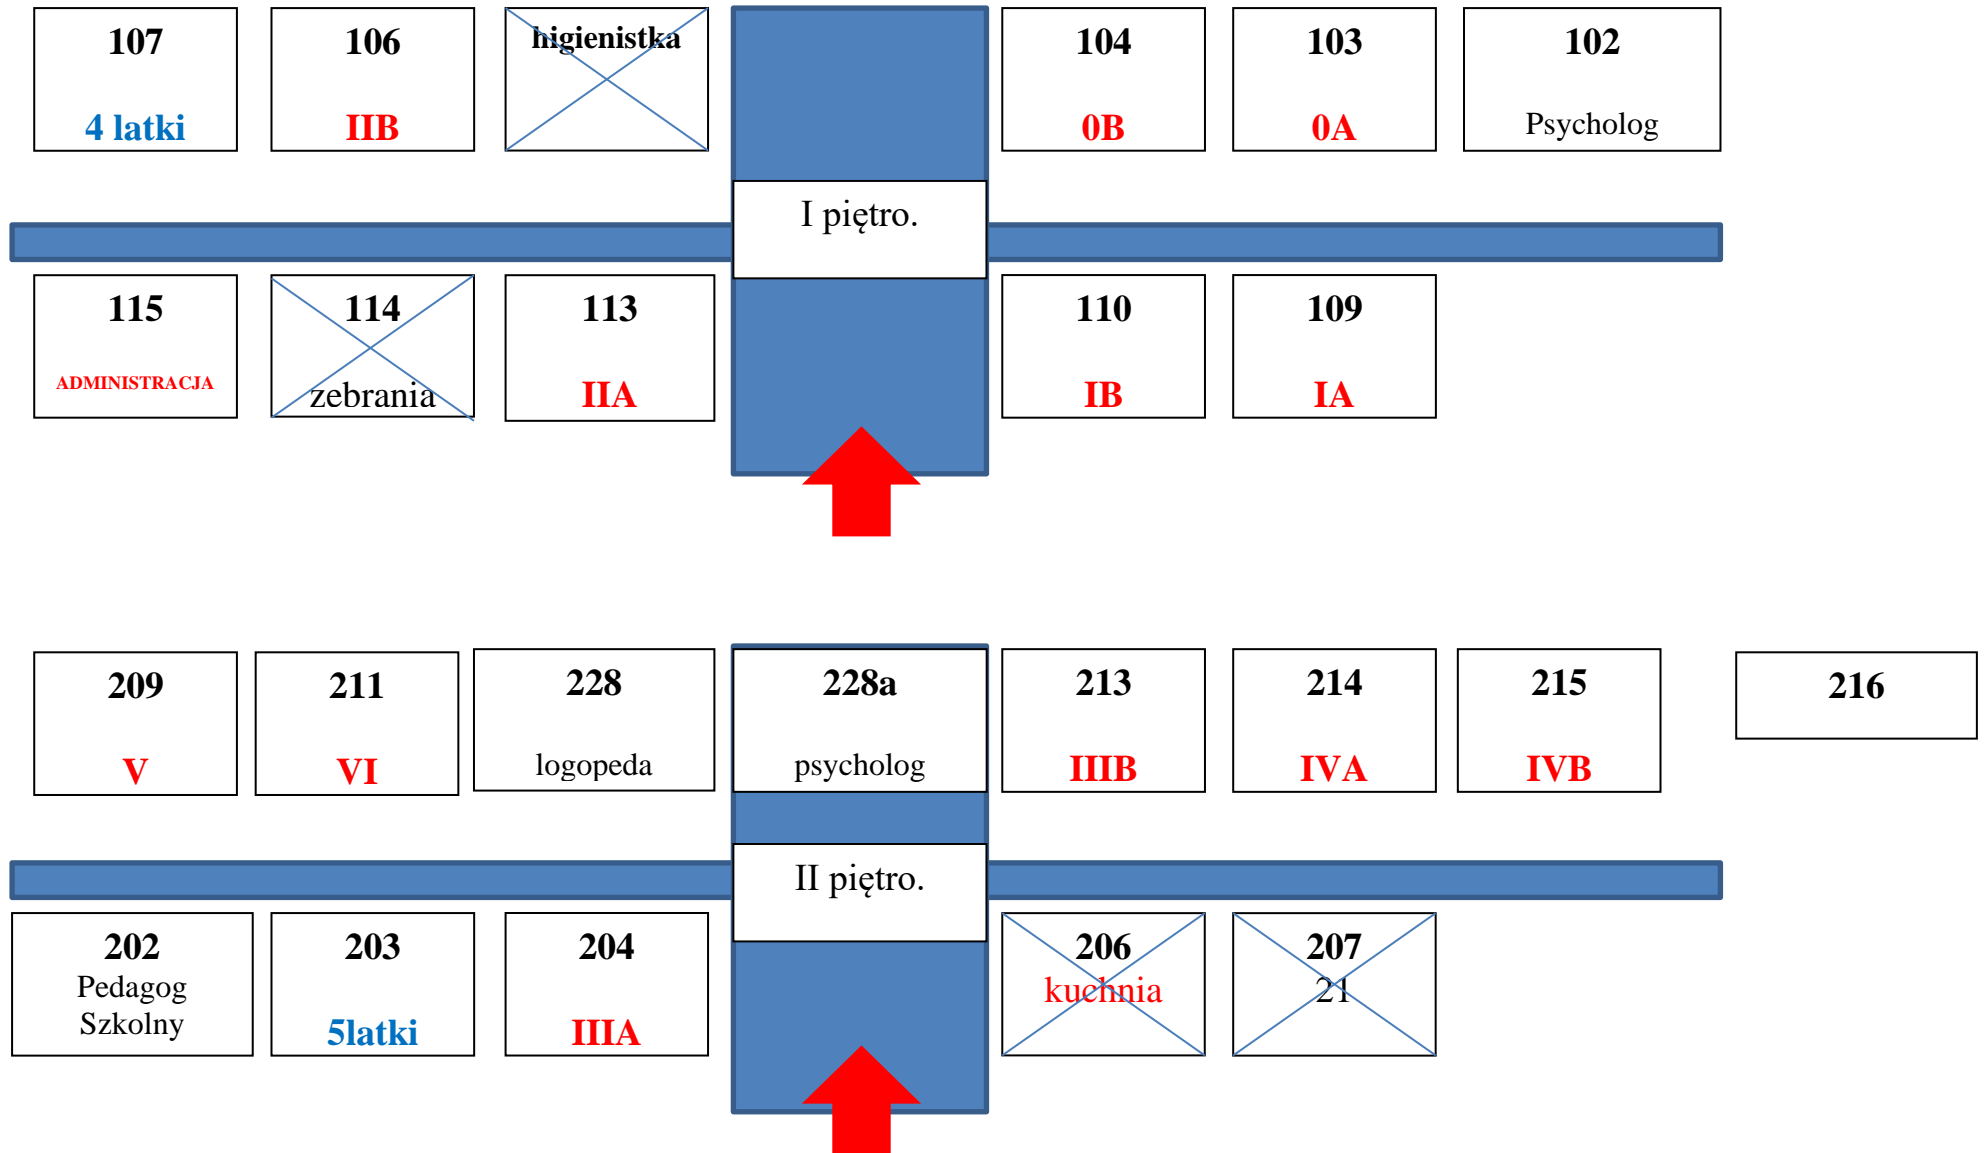 107
4 latki
106
IIB
higienistka
104
0B
103
0A
102
Psycholog
I piętro.
115
ADMINISTRACJA
114
zebrania
113
IIA
110
IB
109
IA
209
V
211
VI
228
logopeda
228a
psycholog
213
IIIB
214
IVA
215
IVB
216
II piętro.
202
Pedagog
Szkolny
203
5latki
204
IIIA
206
kuchnia
207
21